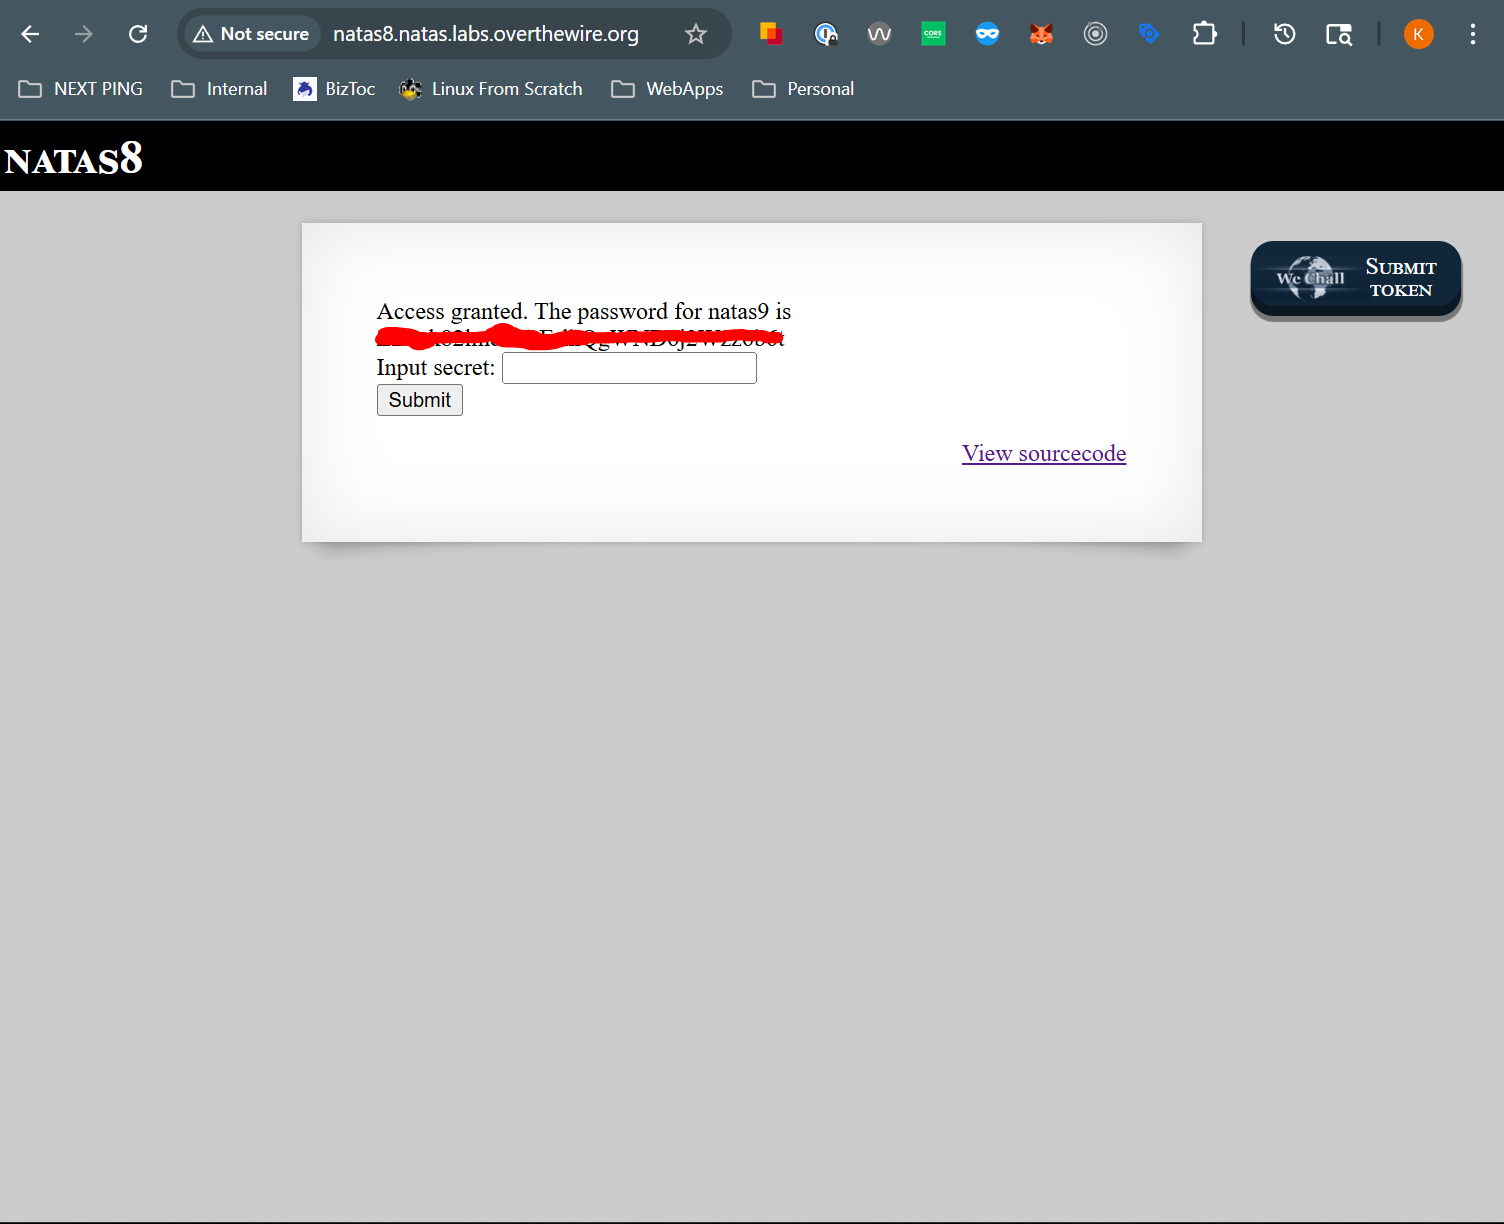 Not secure
natas8.natas.labs.overthewire.org
CORS
K
NEXT PING
Internal
BizToc
Linux From Scratch
WebApps
Personal
NATAS8
We Chall
SUBMIT
TOKEN
Access granted. The password for natas9 is
Input secret:
Submit
View sourcecode